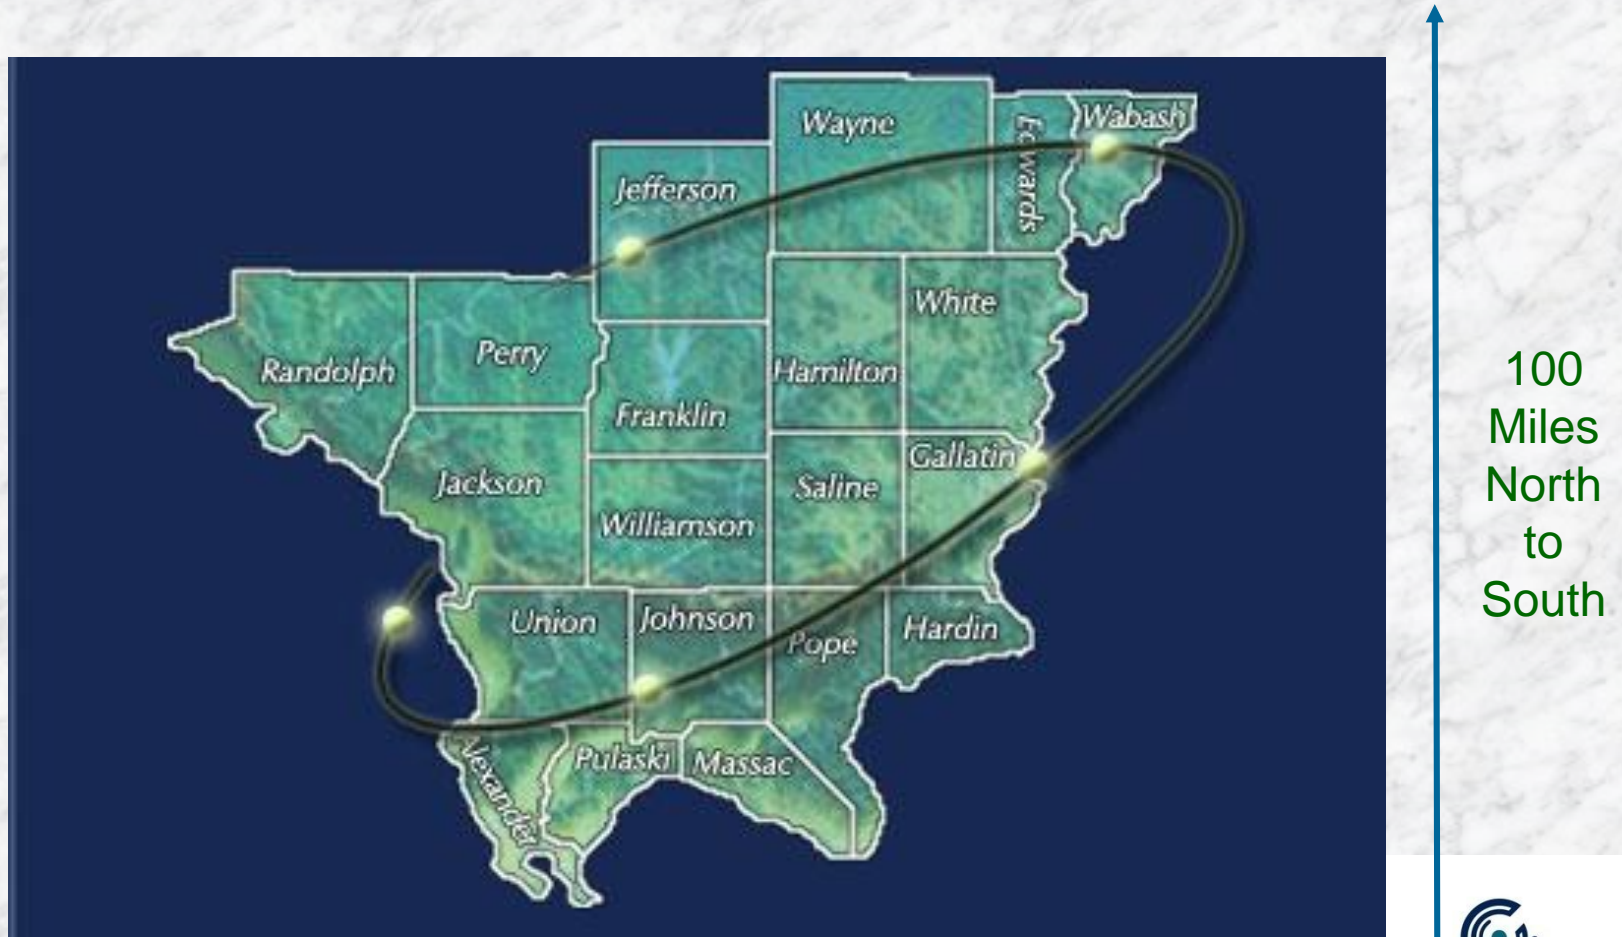 Wayne
Wabash
Edwards
Jefferson
White
Perry
Randolph
Hamilton
Franklin
Gallatin
Jackson
Saline
Williamson
Union
Johnson
Pope
Hardin
Alexander
Pulaski
Massac
100
Miles
North
to
South